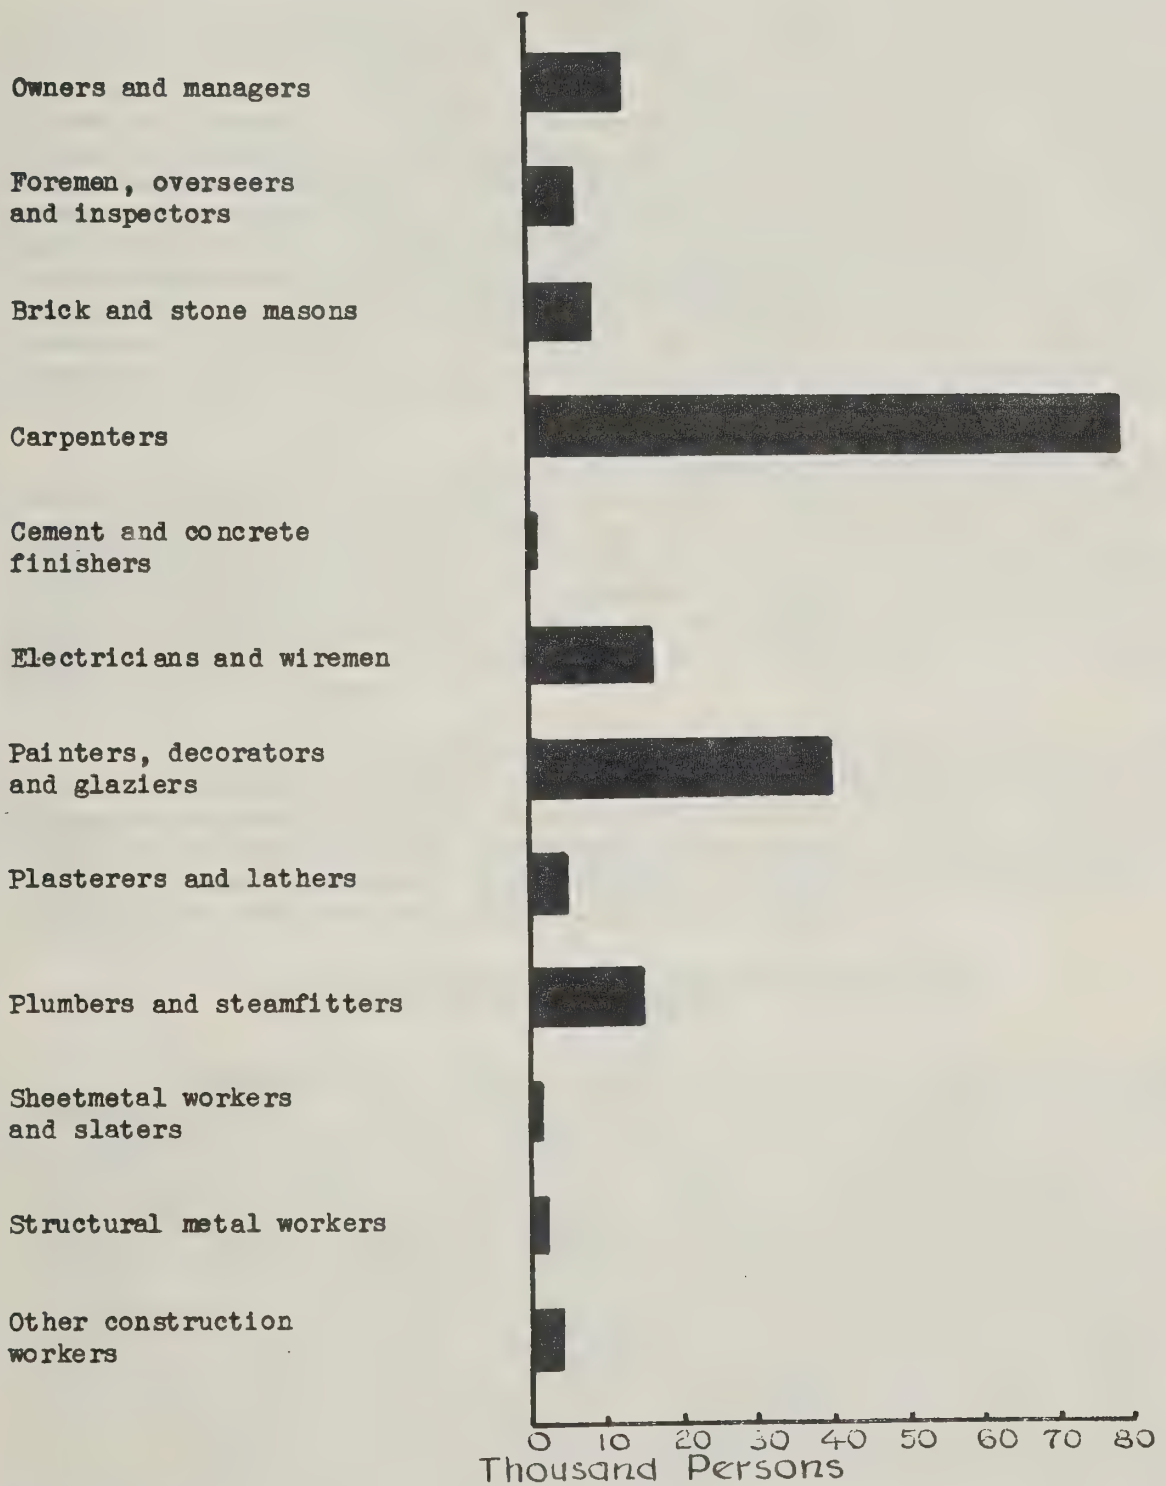 Owners and managers
Foremen, overseers
and inspectors
Brick and stone masons
Carpenters
Cement and concrete
finishers
Electricians and wiremen
Painters, decorators
and glaziers
Plasterers and lathers
Plumbers and steamfitters
Sheetmetal workers
and slaters
Structural metal workers
Other construction
workers
0 10 20 30 40 50 60 70 80
Thousand Persons